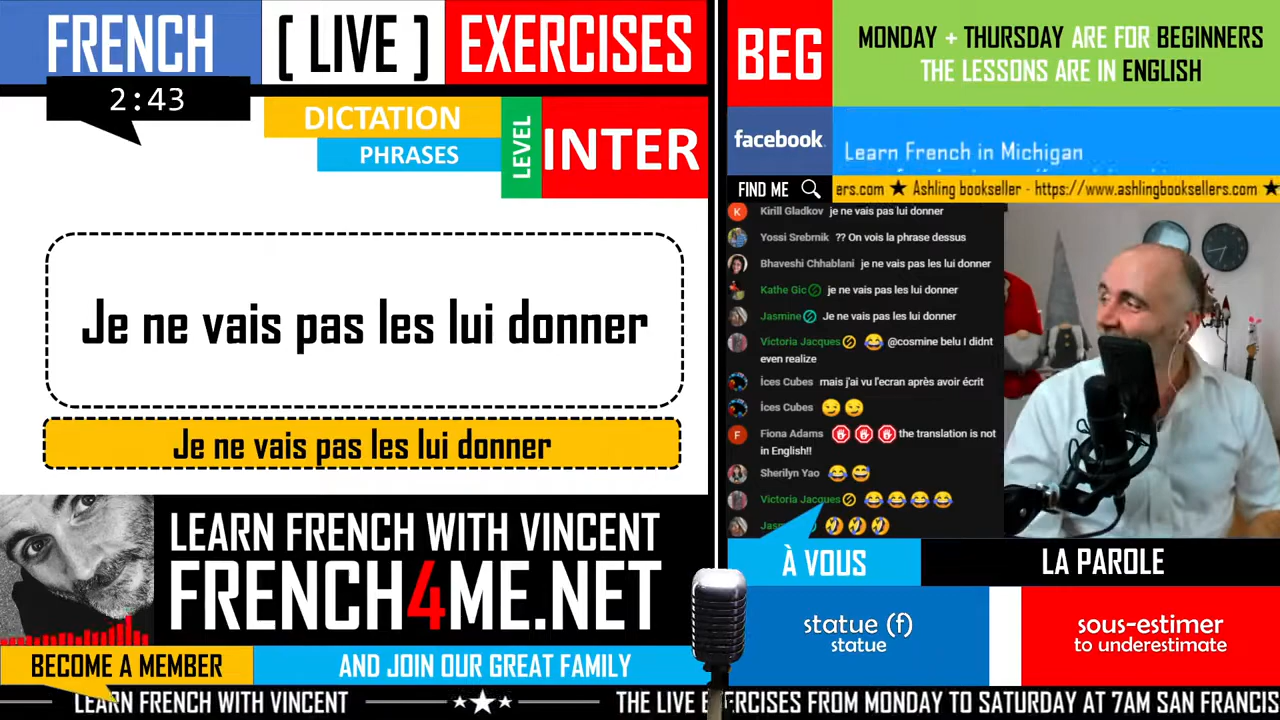 FRENCH
[ LIVE ]
EXERCISES
2:43
DICTATION
PHRASES
LEVEL
INTER
Je ne vais pas les lui donner
Je ne vais pas les lui donner
LEARN FRENCH WITH VINCENT
FRENCH4ME.NET
BECOME A MEMBER
AND JOIN OUR GREAT FAMILY
BEG
MONDAY + THURSDAY ARE FOR BEGINNERS
THE LESSONS ARE IN ENGLISH
facebook.
Learn French in Michigan
FIND ME
ers.com ★ Ashling bookseller - https://www.ashlingbooksellers.com ★
Kirill Gladkov je ne vais pas lui donner
Yossi Srebrnik ?? On vois la phrase dessus
Bhaveshi Chhablani je ne vais pas les lui donner
Kathe Gic je ne vais pas les lui donner
Jasmine Je ne vais pas les lui donner
Victoria Jacques 😂 @cosmine belu I didnt
even realize
İces Cubes mais j'ai vu l'ecran après avoir écrit
İces Cubes 😏 😏
Fiona Adams the translation is not
in English!!
Sherilyn Yao 😂 😅
Victoria Jacques 😂 😂 😂 😂
Jasm 🤣 🤣 🤣
À VOUS
LA PAROLE
statue (f)
statue
sous-estimer
to underestimate
LEARN FRENCH WITH VINCENT ★ THE LIVE EXERCISES FROM MONDAY TO SATURDAY AT 7AM SAN FRANCIS